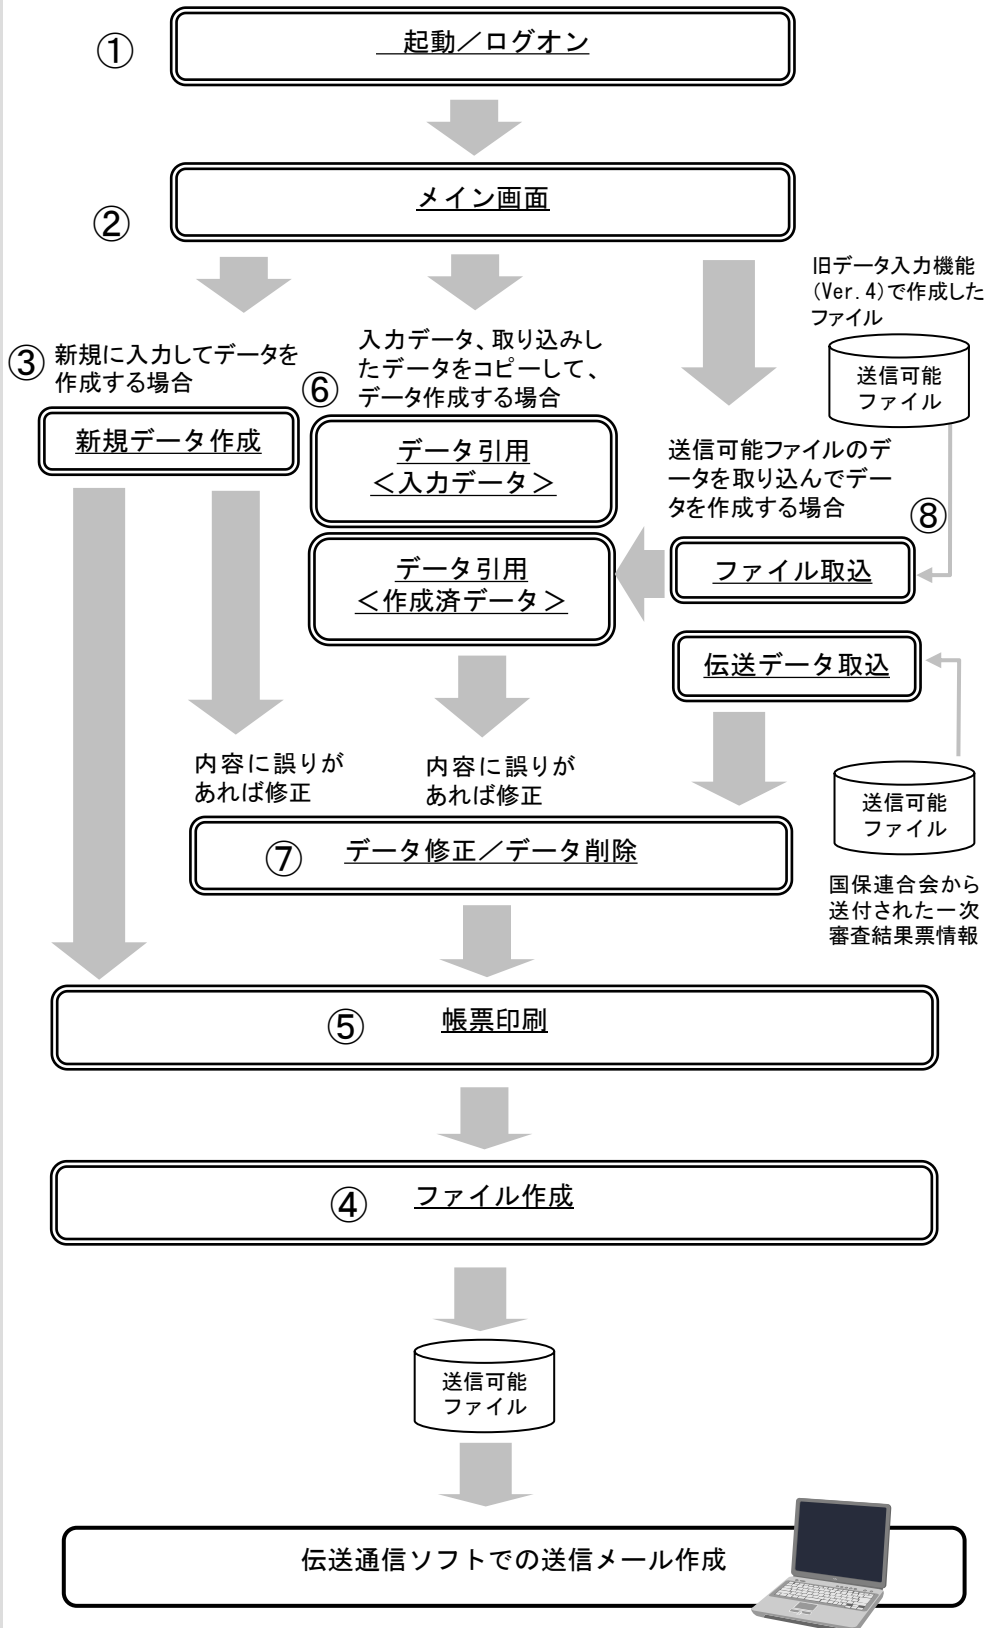 ①
起動／ログオン
②
メイン画面
旧データ入力機能
（Ver.4）で作成した
ファイル
送信可能
ファイル
③
新規に入力してデータを
作成する場合
新規データ作成
⑥
入力データ、取り込みし
たデータをコピーして、
データ作成する場合
データ引用
＜入力データ＞
データ引用
＜作成済データ＞
送信可能ファイルのデ
ータを取り込んでデー
タを作成する場合
⑧
ファイル取込
伝送データ取込
送信可能
ファイル
国保連合会から
送付された一次
審査結果票情報
内容に誤りが
あれば修正
内容に誤りが
あれば修正
⑦
データ修正／データ削除
⑤
帳票印刷
④
ファイル作成
送信可能
ファイル
伝送通信ソフトでの送信メール作成